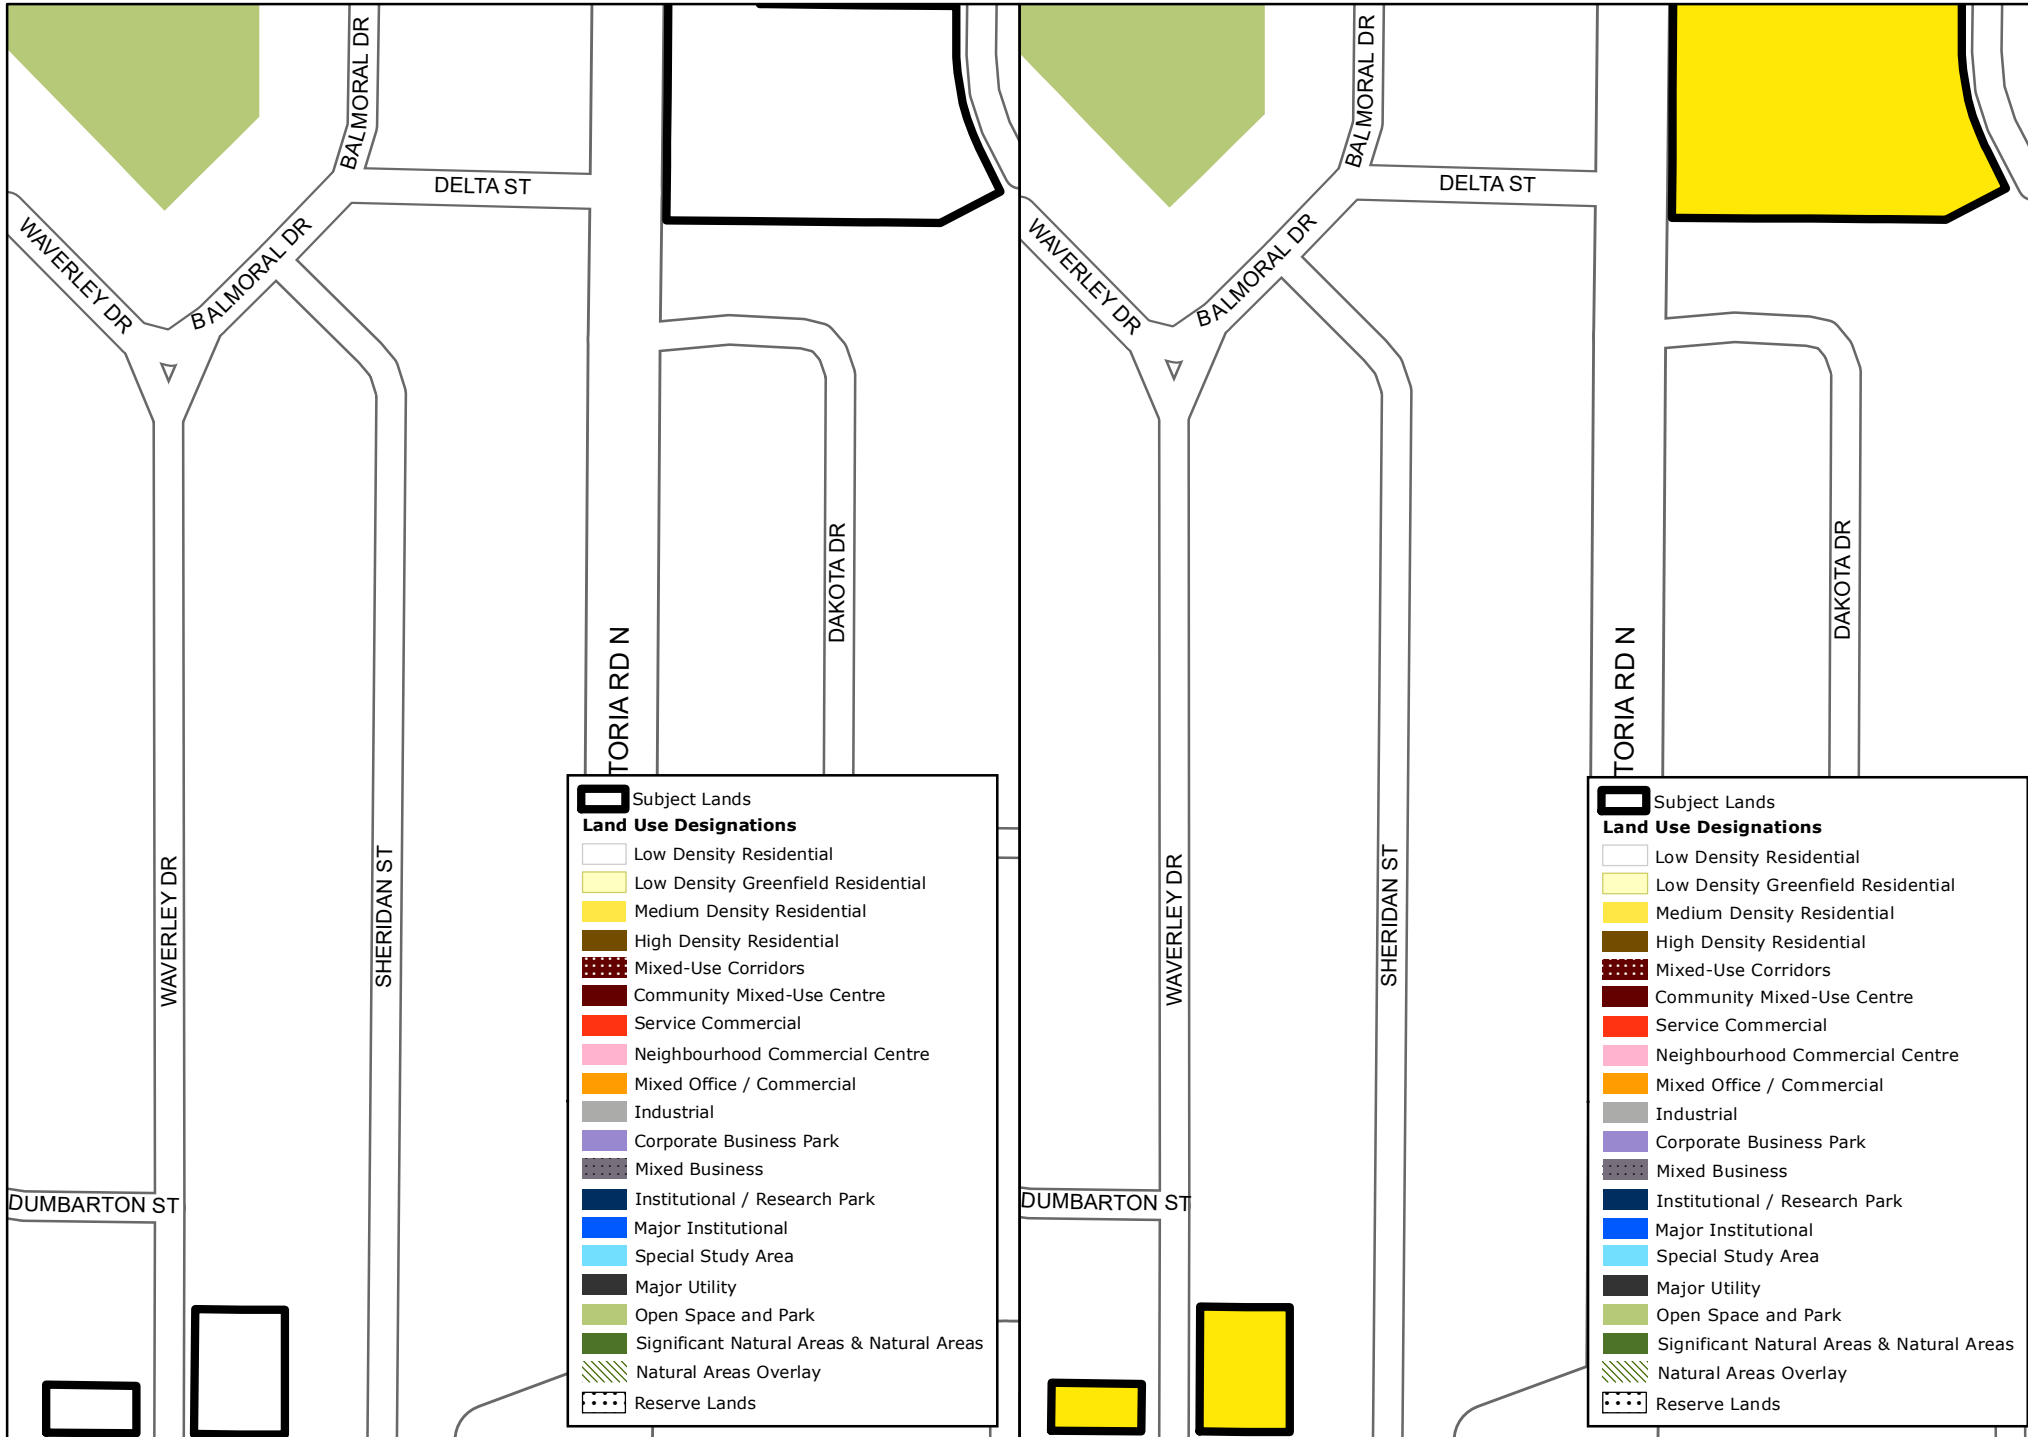 BALMORAL DR
DELTA ST
WAVERLEY DR
BALMORAL DR
DAKOTA DR
TORIA RD N
WAVERLEY DR
SHERIDAN ST
DUMBARTON ST
Subject Lands
Land Use Designations
Low Density Residential
Low Density Greenfield Residential
Medium Density Residential
High Density Residential
Mixed-Use Corridors
Community Mixed-Use Centre
Service Commercial
Neighbourhood Commercial Centre
Mixed Office / Commercial
Industrial
Corporate Business Park
Mixed Business
Institutional / Research Park
Major Institutional
Special Study Area
Major Utility
Open Space and Park
Significant Natural Areas & Natural Areas
Natural Areas Overlay
Reserve Lands
BALMORAL DR
DELTA ST
WAVERLEY DR
BALMORAL DR
DAKOTA DR
TORIA RD N
WAVERLEY DR
SHERIDAN ST
DUMBARTON ST
Subject Lands
Land Use Designations
Low Density Residential
Low Density Greenfield Residential
Medium Density Residential
High Density Residential
Mixed-Use Corridors
Community Mixed-Use Centre
Service Commercial
Neighbourhood Commercial Centre
Mixed Office / Commercial
Industrial
Corporate Business Park
Mixed Business
Institutional / Research Park
Major Institutional
Special Study Area
Major Utility
Open Space and Park
Significant Natural Areas & Natural Areas
Natural Areas Overlay
Reserve Lands